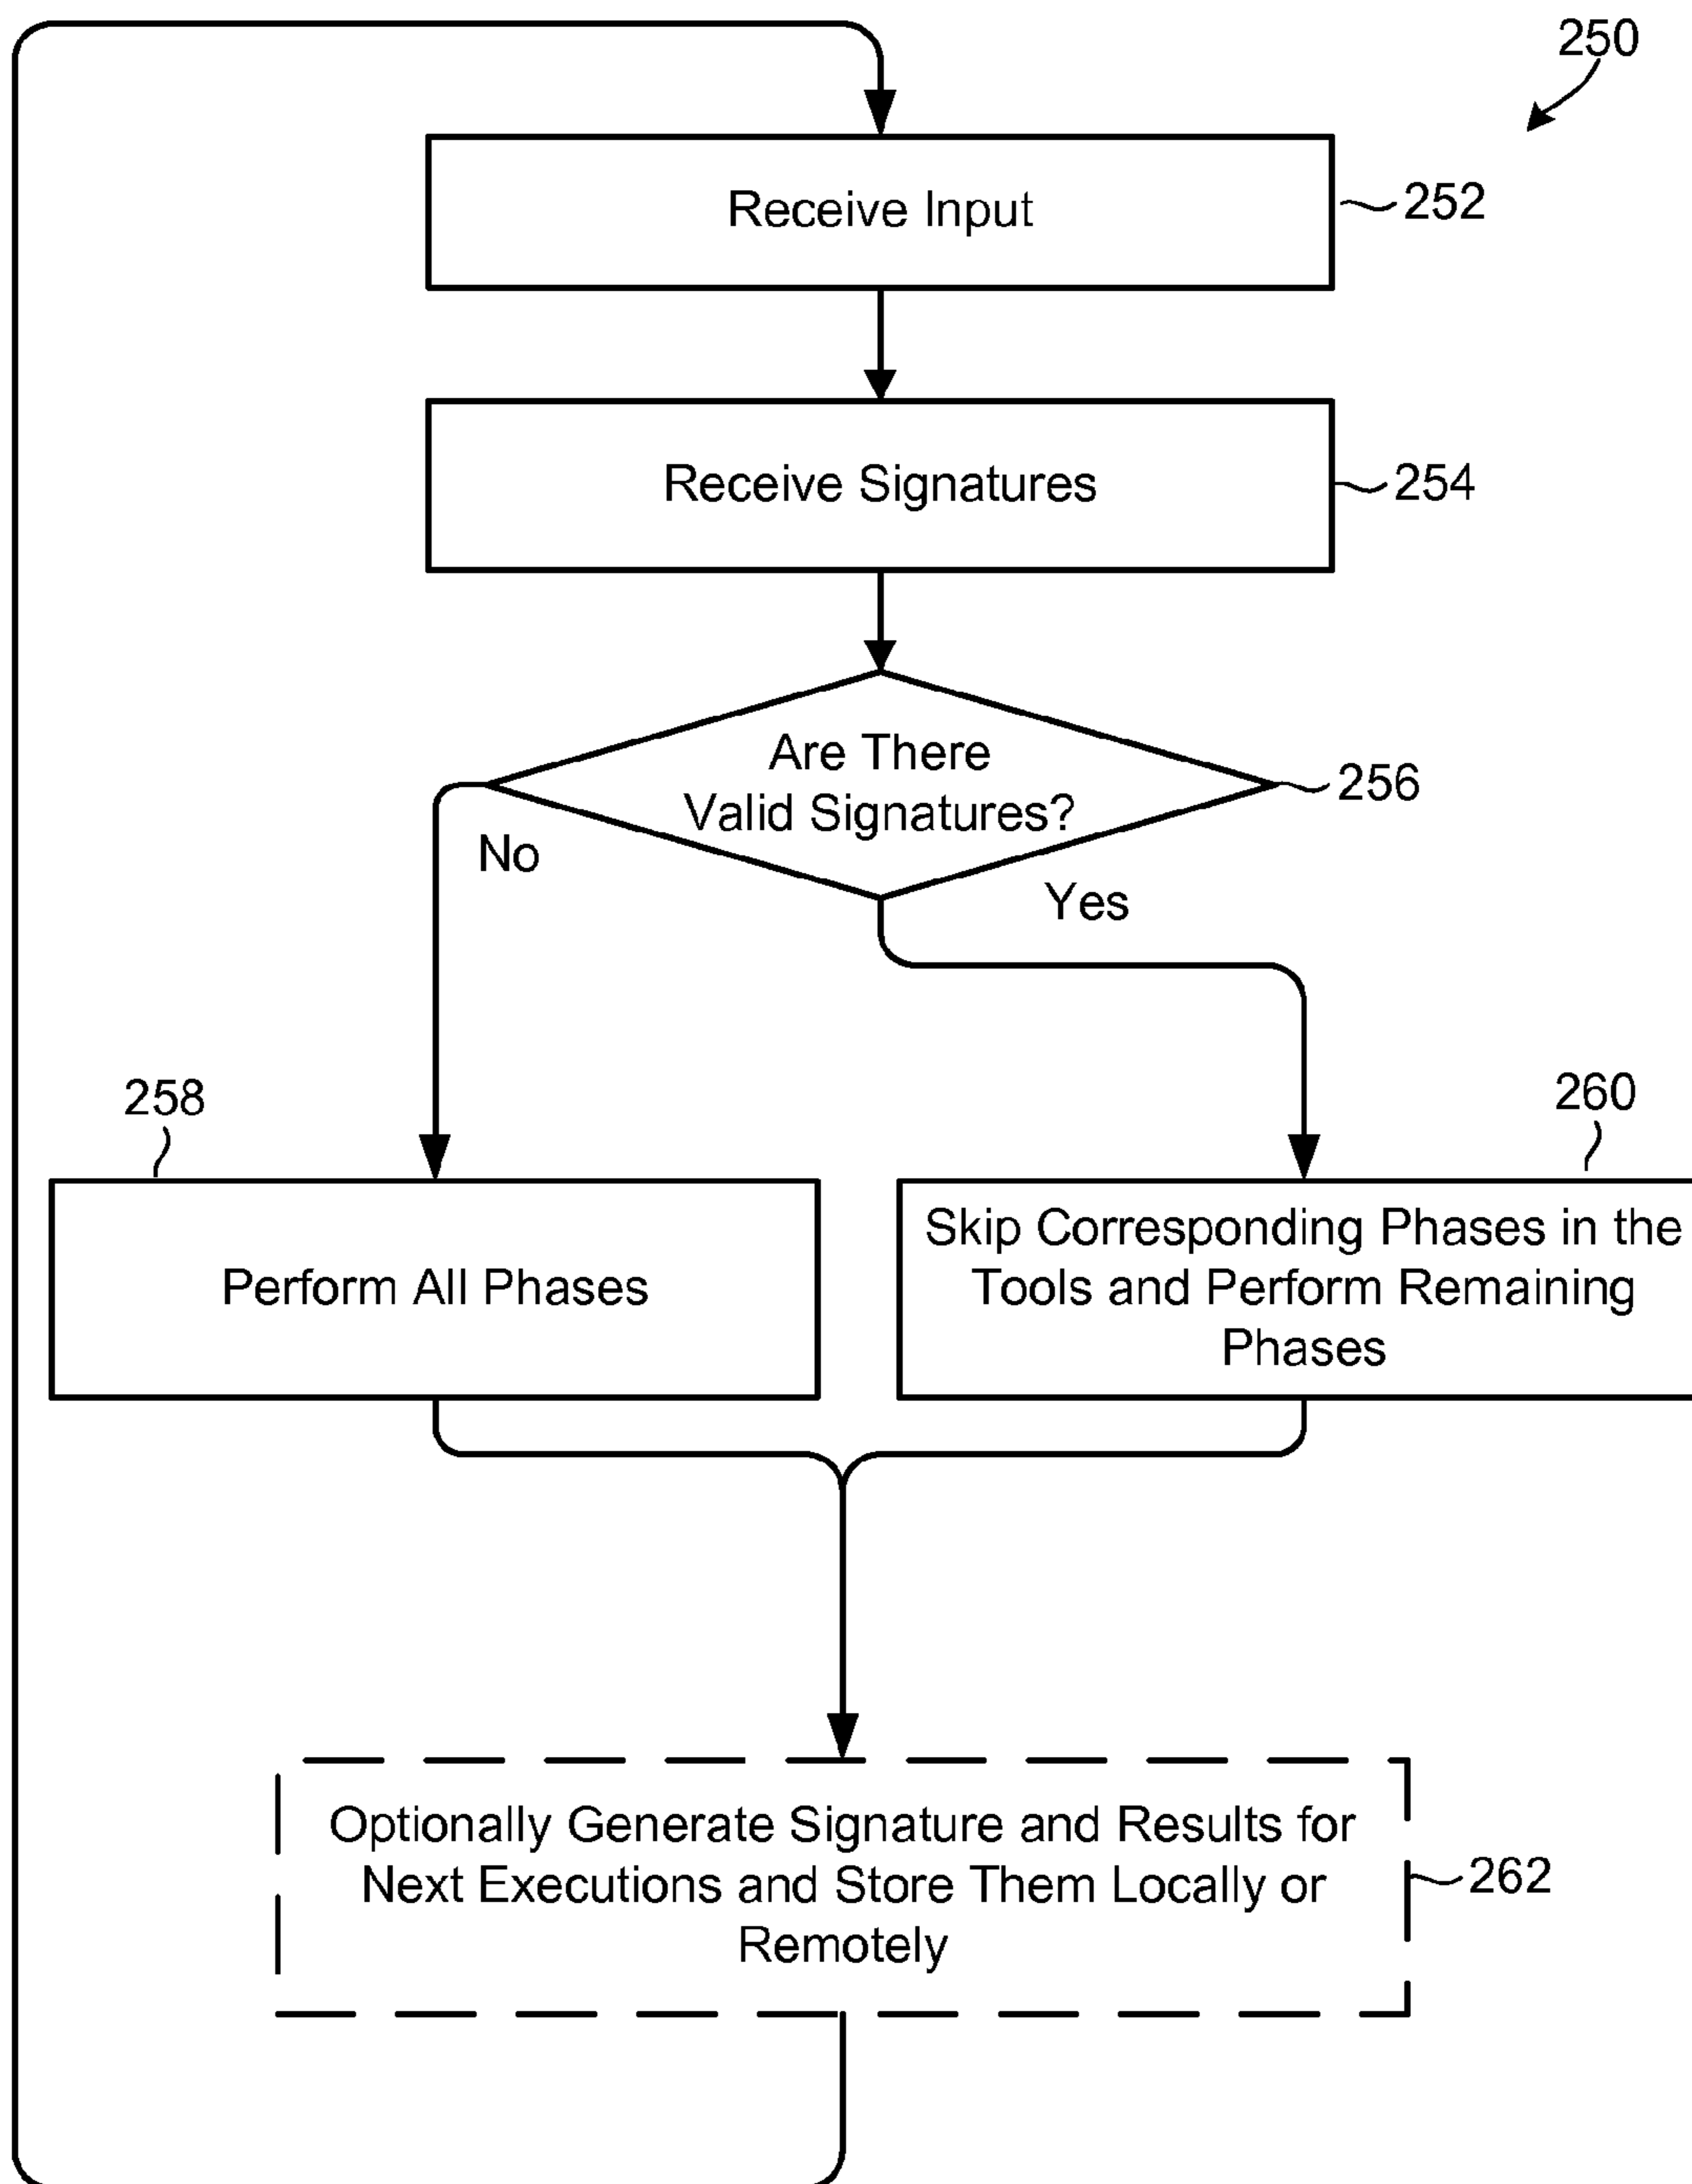 250
Receive Input
252
Receive Signatures
254
Are There
Valid Signatures?
256
No
Yes
258
260
Perform All Phases
Skip Corresponding Phases in the
Tools and Perform Remaining
Phases
Optionally Generate Signature and Results for
Next Executions and Store Them Locally or
Remotely
262